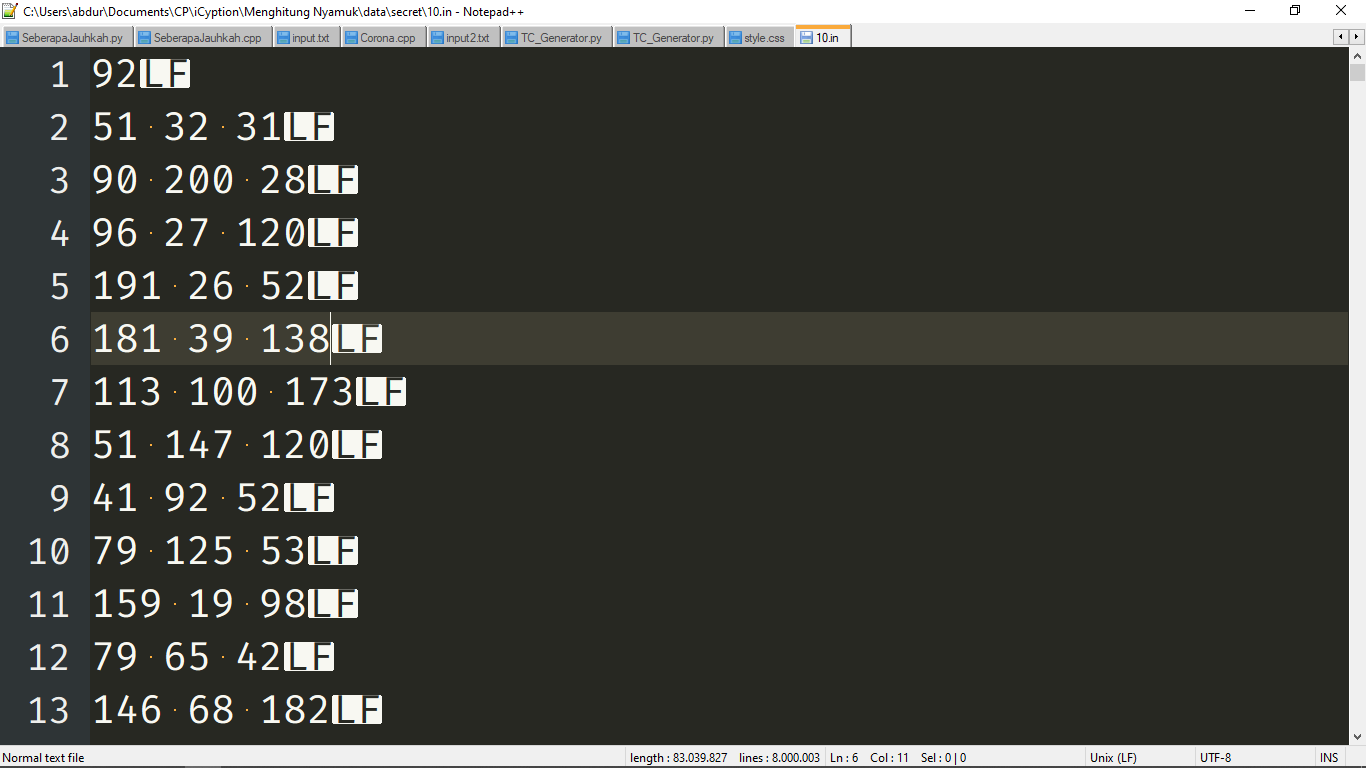 C:\Users\abdur\Documents\CP\iCyption\Menghitung Nyamuk\data\secret\10.in - Notepad++
SeberapaJauhkah.py SeberapaJauhkah.cpp input.txt Corona.cpp input2.txt TC_Generator.py TC_Generator.py style.css 10.in
1 92LF
2 51·32·31LF
3 90·200·28LF
4 96·27·120LF
5 191·26·52LF
6 181·39·138LF
7 113·100·173LF
8 51·147·120LF
9 41·92·52LF
10 79·125·53LF
11 159·19·98LF
12 79·65·42LF
13 146·68·182LF
Normal text file length : 83.039.827 lines : 8.000.003 Ln : 6 Col : 11 Sel : 0 | 0 Unix (LF) UTF-8 INS